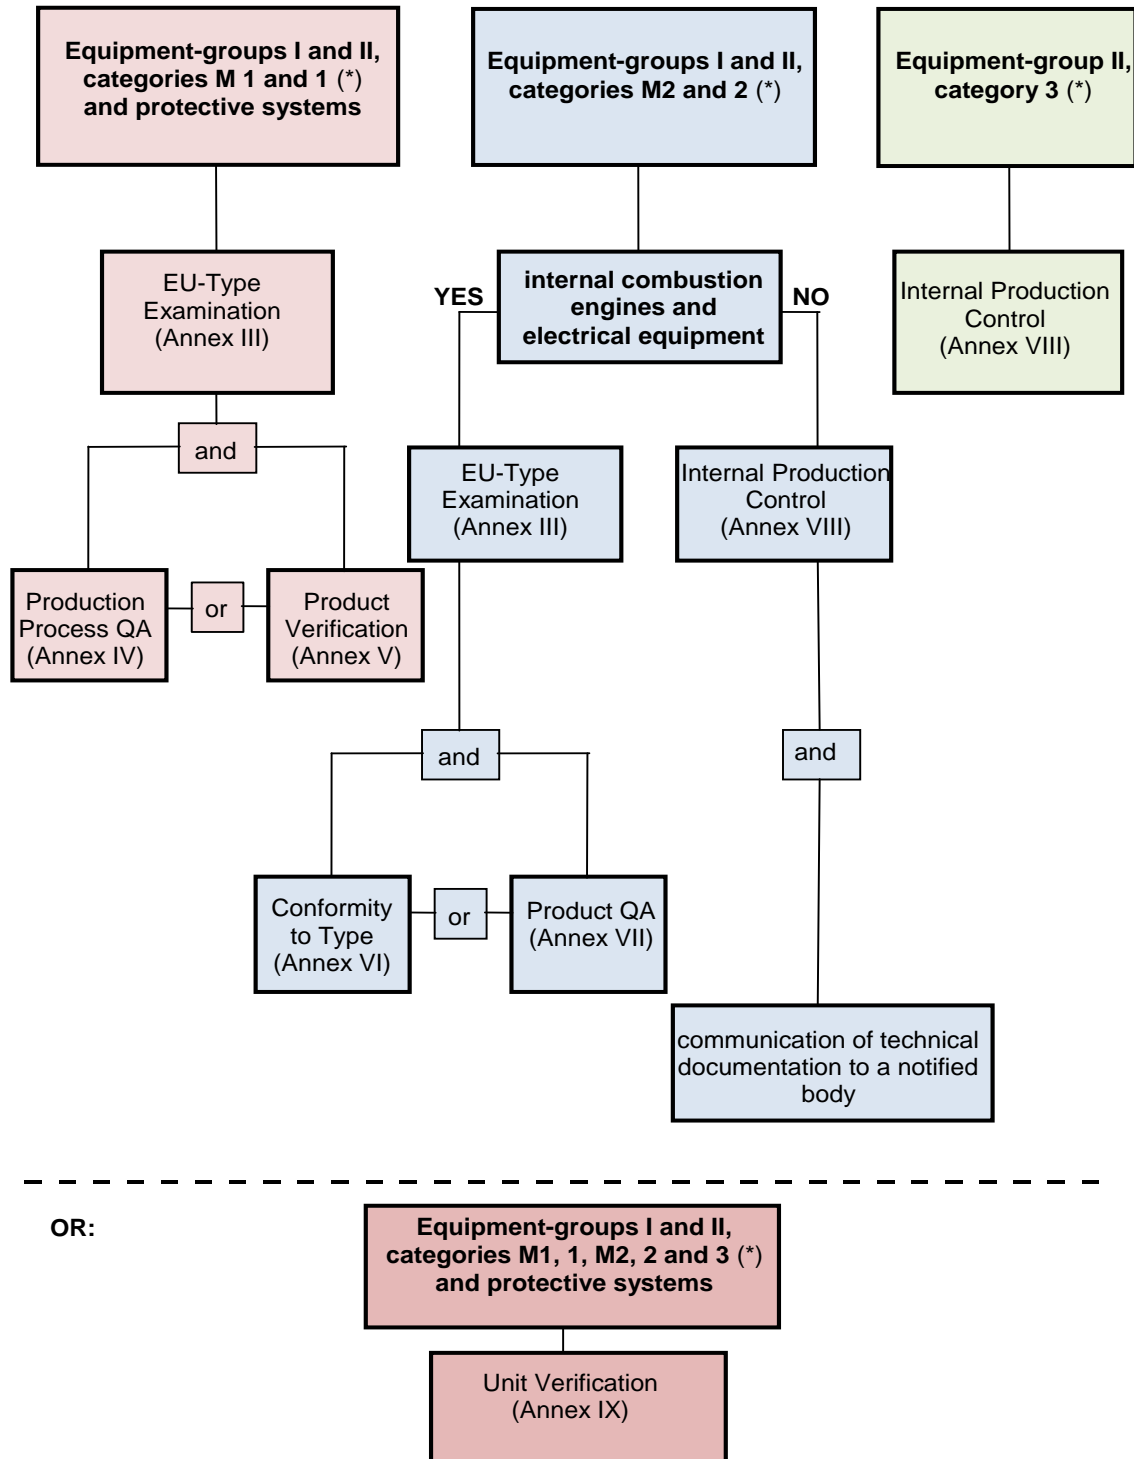 Equipment-groups I and II,
categories M 1 and 1 (*)
and protective systems
Equipment-groups I and II,
categories M2 and 2 (*)
Equipment-group II,
category 3 (*)
EU-Type
Examination
(Annex III)
YES
internal combustion
engines and
electrical equipment
NO
Internal Production
Control
(Annex VIII)
and
EU-Type
Examination
(Annex III)
Internal Production
Control
(Annex VIII)
Production
Process QA
(Annex IV)
or
Product
Verification
(Annex V)
and
and
Conformity
to Type
(Annex VI)
or
Product QA
(Annex VII)
communication of technical
documentation to a notified
body
OR:
Equipment-groups I and II,
categories M1, 1, M2, 2 and 3 (*)
and protective systems
Unit Verification
(Annex IX)